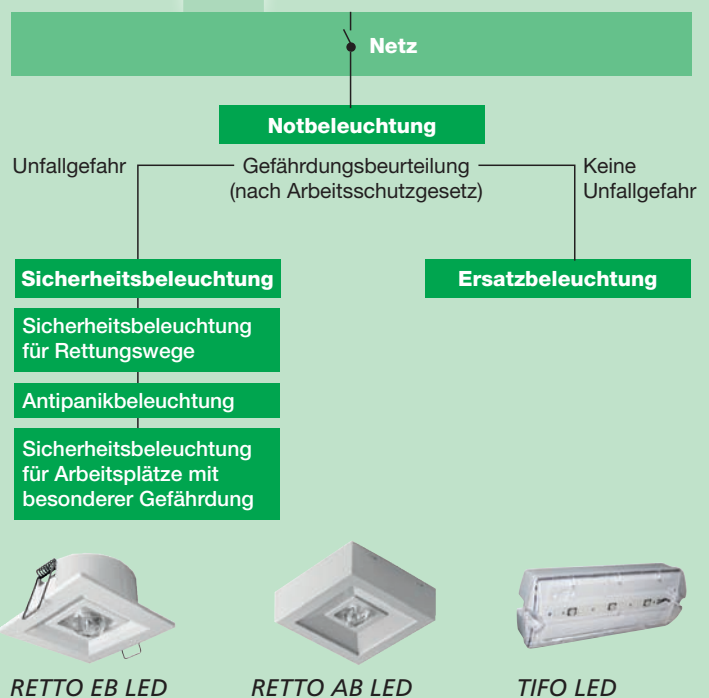 Netz
Notbeleuchtung
Unfallgefahr
Gefährdungsbeurteilung
(nach Arbeitsschutzgesetz)
Keine
Unfallgefahr
Sicherheitsbeleuchtung
Ersatzbeleuchtung
Sicherheitsbeleuchtung
für Rettungswege
Antipanikbeleuchtung
Sicherheitsbeleuchtung
für Arbeitsplätze mit
besonderer Gefährdung
RETTO EB LED
RETTO AB LED
TIFO LED